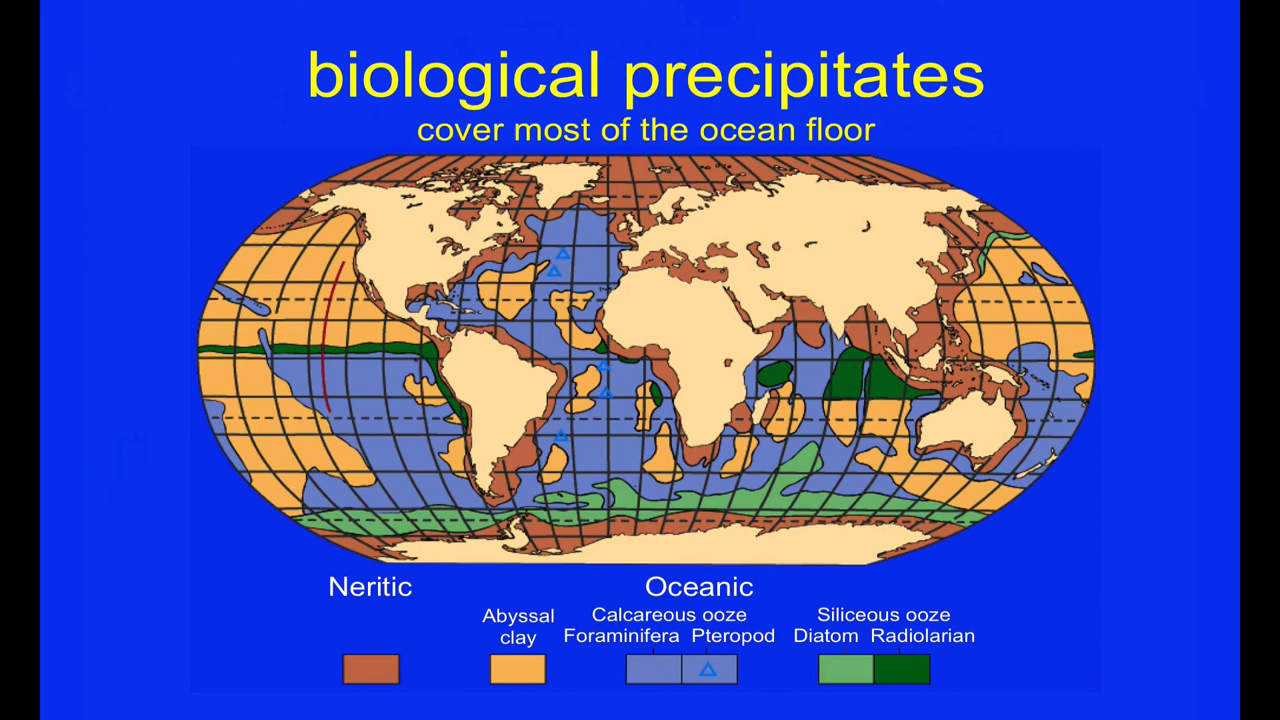 biological precipitates
cover most of the ocean floor
Neritic
Oceanic
Abyssal clay
Calcareous ooze
Foraminifera Pteropod
Siliceous ooze
Diatom Radiolarian